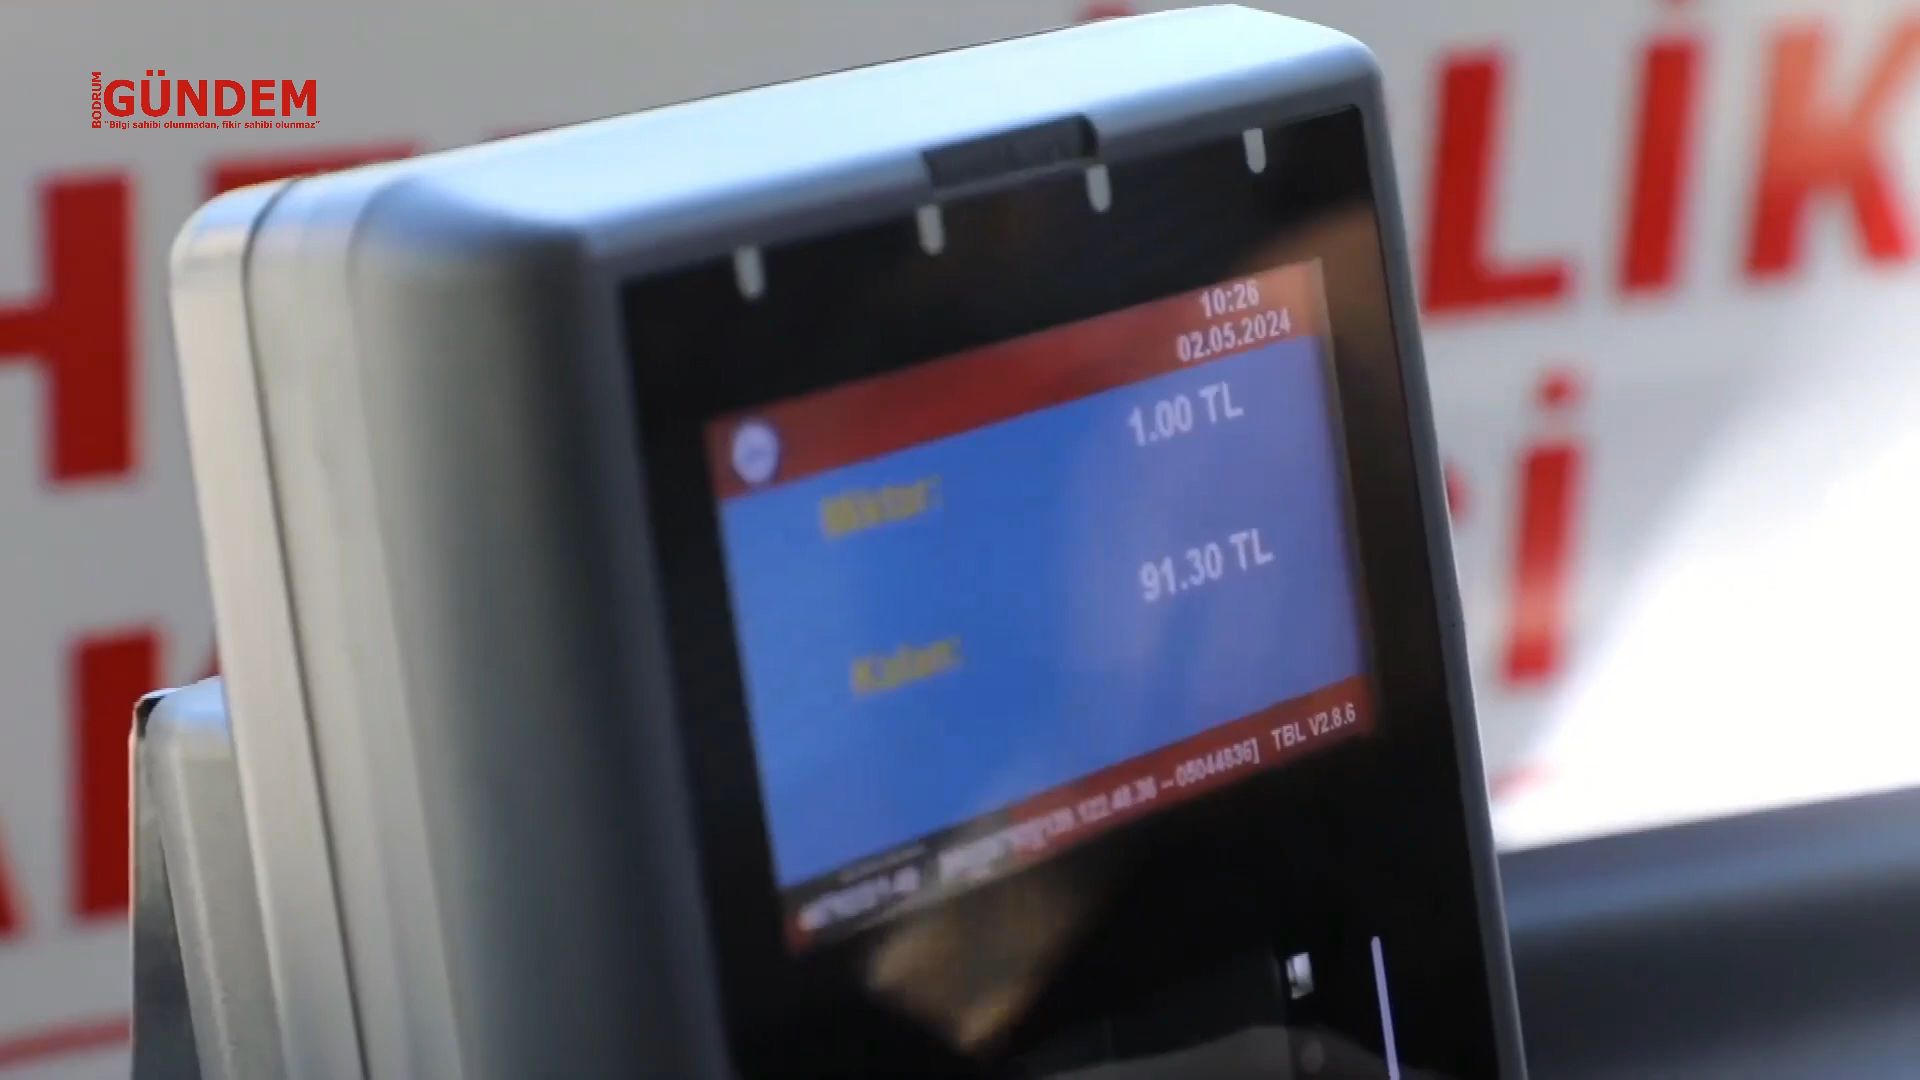 BODRUM
GÜNDEM
"Bilgi sahibi olunmadan, fikir sahibi olunmaz"
LİK
10:26
02.05.2024
1.00 TL
Miktar:
91.30 TL
Kalan:
05044836] TBL V2.8.6